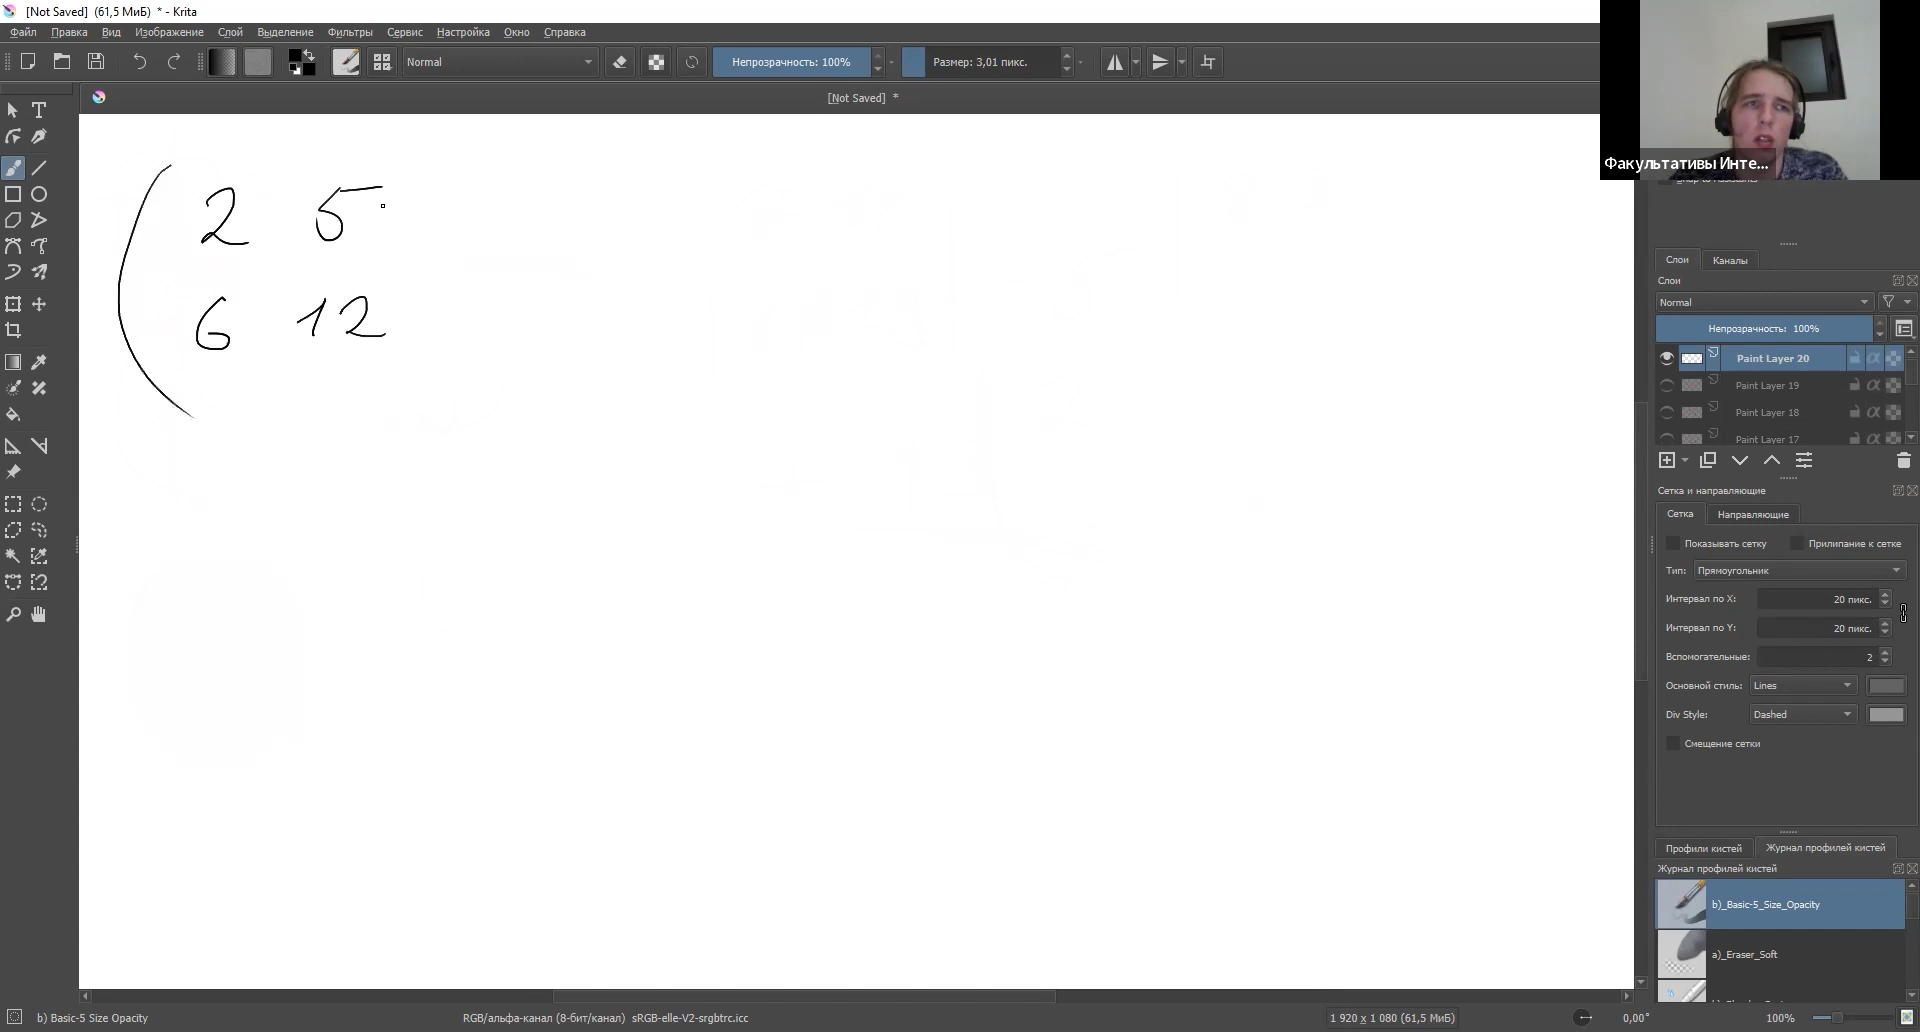 [Not Saved] (61,5 МиБ) * - Krita
Файл Правка Вид Изображение Слой Выделение Фильтры Сервис Настройка Окно Справка
Normal Непрозрачность: 100% Размер: 3,01 пикс.
[Not Saved] *
Факультативы Инте...
2 5
6 12
Слои Каналы
Слои
Normal
Непрозрачность: 100%
Paint Layer 20
Paint Layer 19
Paint Layer 18
Paint Layer 17
Сетка и направляющие
Сетка Направляющие
Показывать сетку Прилипание к сетке
Тип: Прямоугольник
Интервал по X: 20 пикс.
Интервал по Y: 20 пикс.
Вспомогательные: 2
Основной стиль: Lines
Div Style: Dashed
Смещение сетки
Профили кистей Журнал профилей кистей
Журнал профилей кистей
b)_Basic-5_Size_Opacity
a)_Eraser_Soft
b) Basic-5 Size Opacity RGB/альфа-канал (8-бит/канал) sRGB-elle-V2-srgbtrc.icc 1 920 x 1 080 (61,5 МиБ) 0,00° 100%